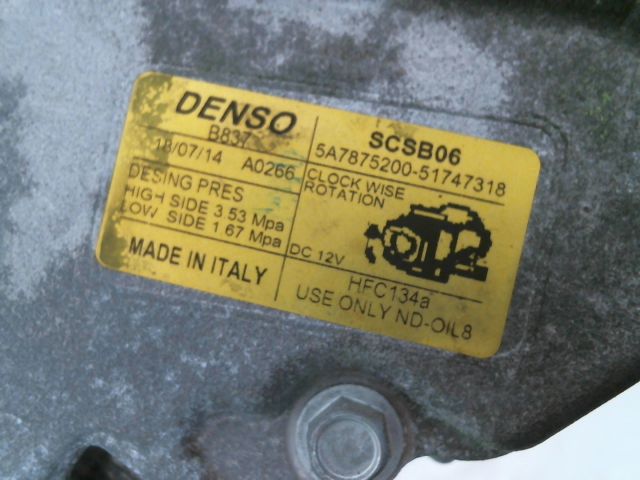 DENSO
B837
18/07/14 A0266
DESING PRES
HIGH SIDE 3.53 Mpa
LOW SIDE 1.67 Mpa
MADE IN ITALY
SCSB06
5A7875200-51747318
CLOCK WISE
ROTATION
DC 12V
HFC134a
USE ONLY ND-OIL8